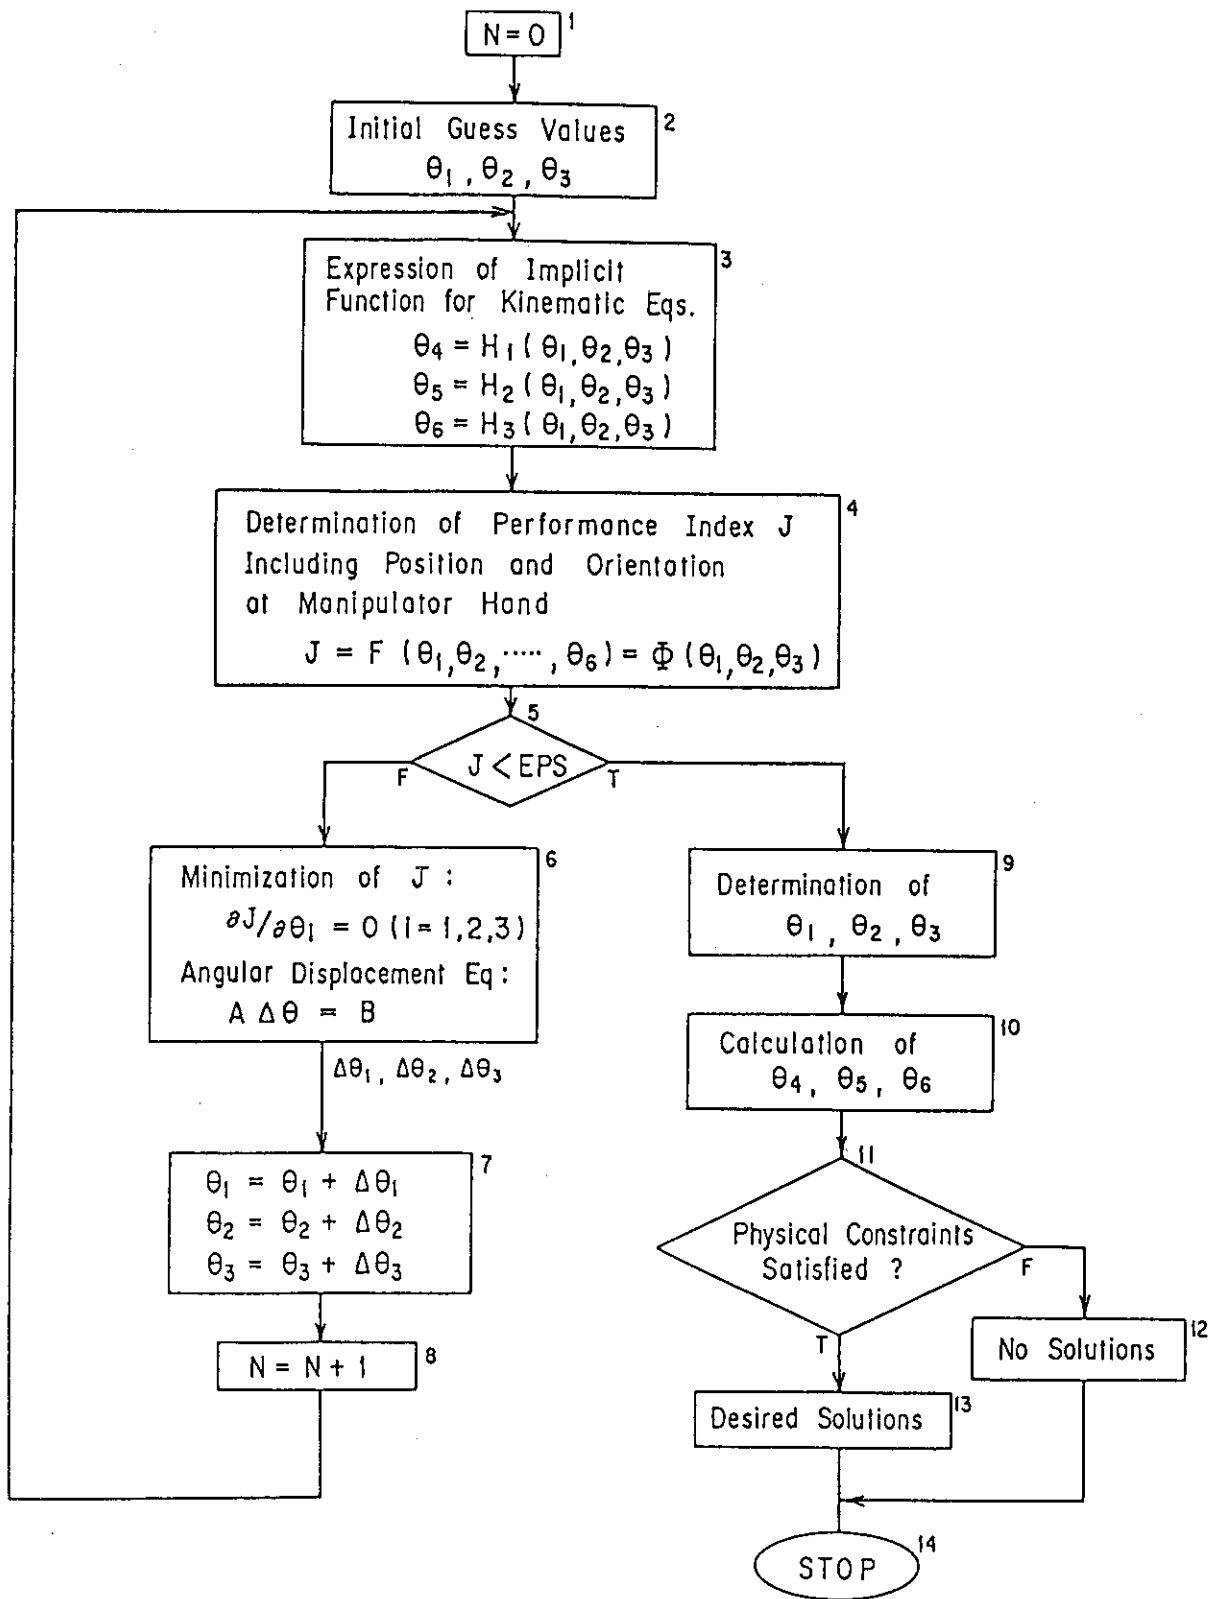 1
N = 0
2
Initial Guess Values
θ1 , θ2 , θ3
3
Expression of Implicit
Function for Kinematic Eqs.
θ4 = H1 ( θ1, θ2, θ3 )
θ5 = H2 ( θ1, θ2, θ3 )
θ6 = H3 ( θ1, θ2, θ3 )
4
Determination of Performance Index J
Including Position and Orientation
at Manipulator Hand
J = F (θ1, θ2, ····· , θ6) = Φ (θ1, θ2, θ3)
5
J < EPS
F
T
6
Minimization of J :
∂J/∂θi = 0 (i = 1,2,3)
Angular Displacement Eq :
A Δθ = B
Δθ1, Δθ2, Δθ3
7
θ1 = θ1 + Δθ1
θ2 = θ2 + Δθ2
θ3 = θ3 + Δθ3
8
N = N + 1
9
Determination of
θ1 , θ2 , θ3
10
Calculation of
θ4, θ5, θ6
11
Physical Constraints
Satisfied ?
F
T
12
No Solutions
13
Desired Solutions
14
STOP